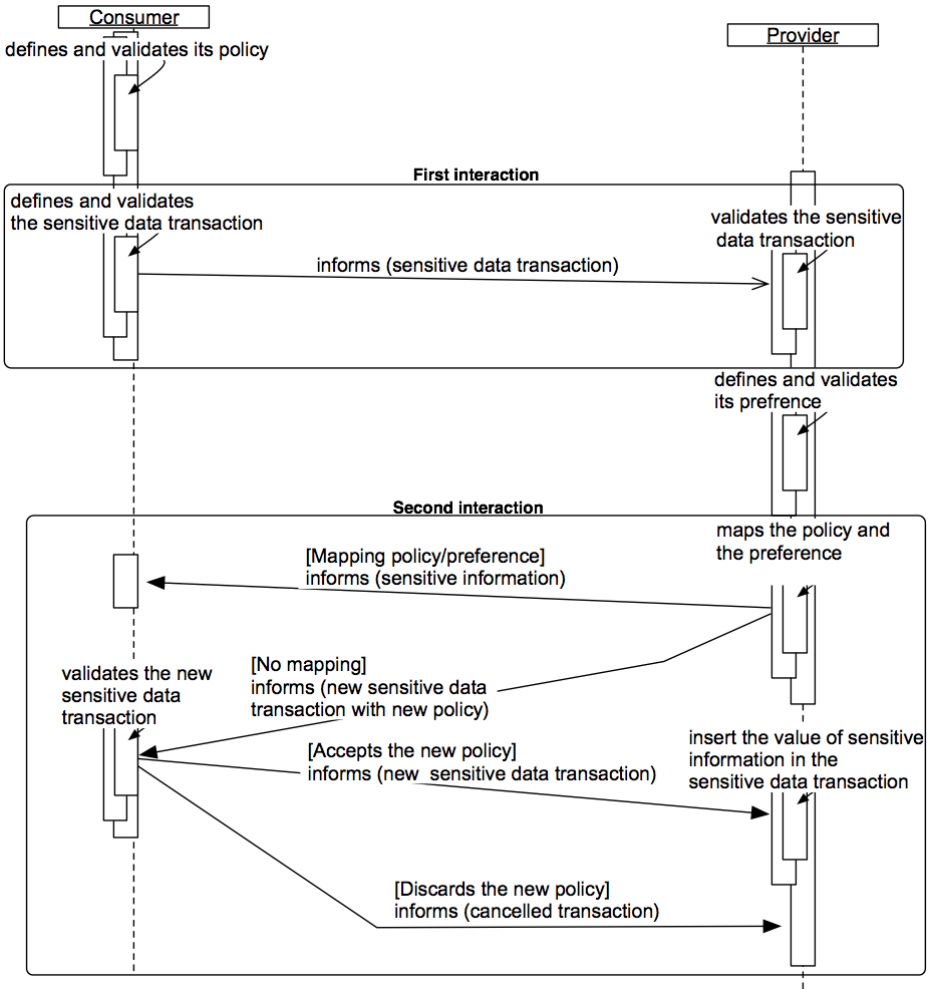 Consumer
Provider
defines and validates its policy
First interaction
defines and validates
the sensitive data transaction
validates the sensitive
data transaction
informs (sensitive data transaction)
defines and validates
its prefrence
Second interaction
maps the policy and
the preference
[Mapping policy/preference]
informs (sensitive information)
[No mapping]
informs (new sensitive data
transaction with new policy)
validates the new
sensitive data
transaction
[Accepts the new policy]
informs (new sensitive data transaction)
insert the value of sensitive
information in the
sensitive data transaction
[Discards the new policy]
informs (cancelled transaction)